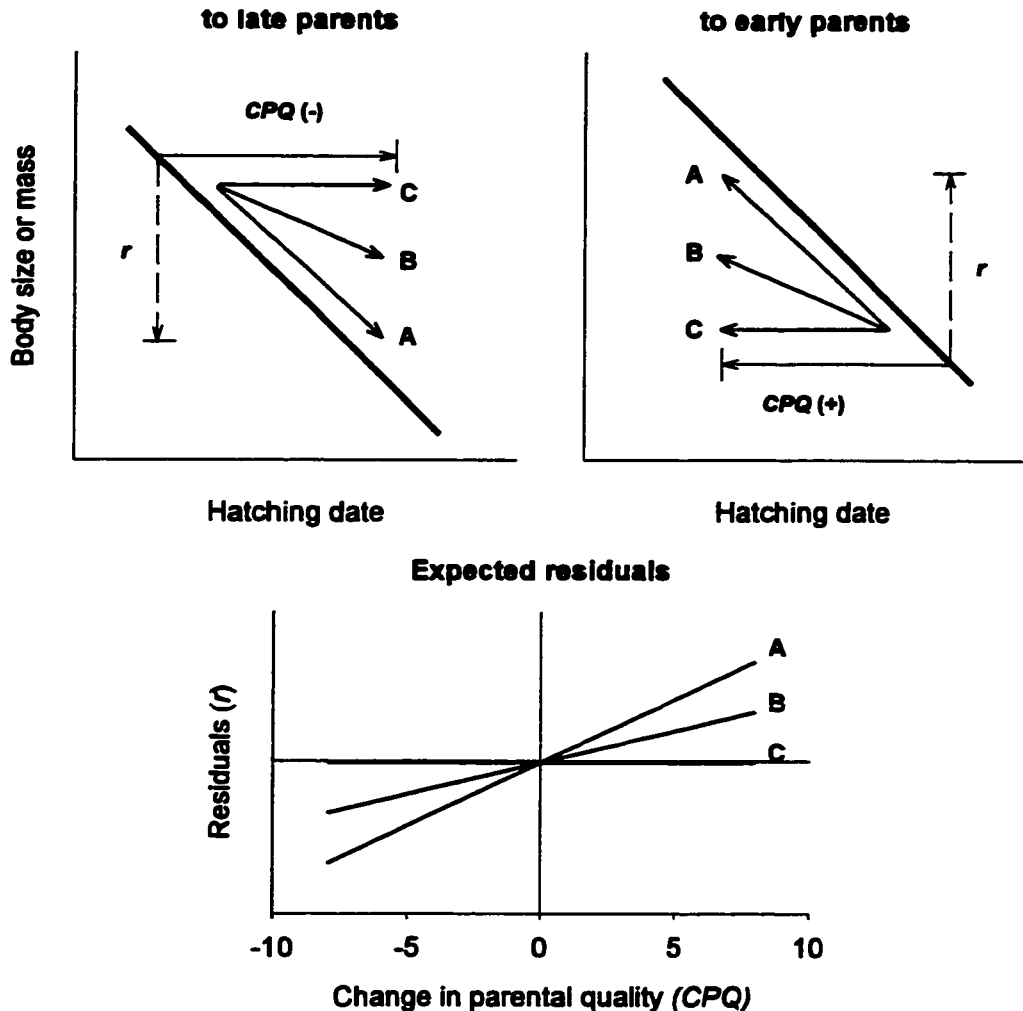 to late parents
to early parents
Body size or mass
CPQ (-)
r
C
B
A
Hatching date
A
B
C
r
CPQ (+)
Hatching date
Expected residuals
Residuals (r)
A
B
C
-10 -5 0 5 10
Change in parental quality (CPQ)